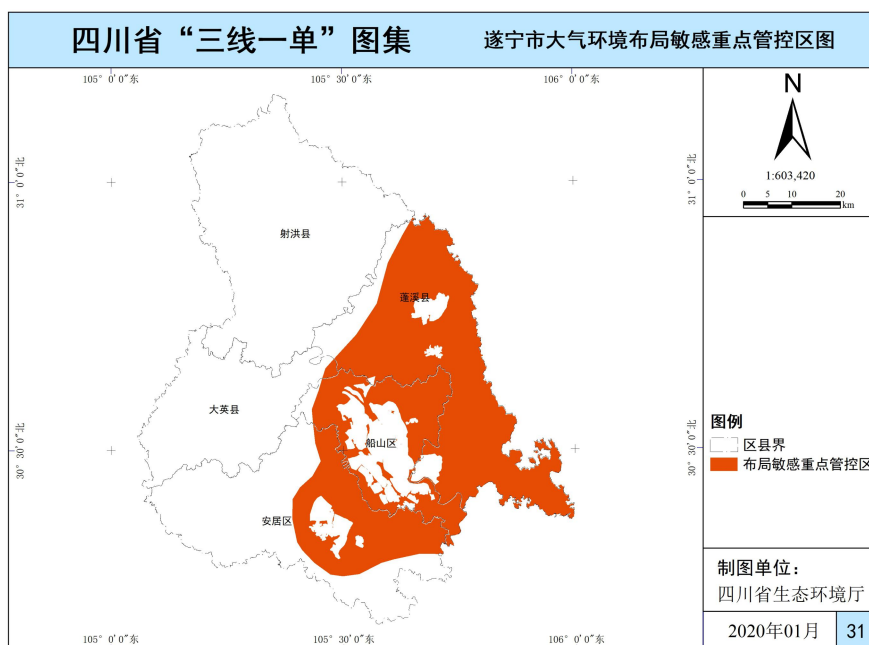 四川省“三线一单”图集
遂宁市大气环境布局敏感重点管控区图
105° 0'0"东
105° 30'0"东
106° 0'0"东
31° 0'0"北
31° 0'0"北
N
1:603,420
0 5 10 20
km
射洪县
蓬溪县
大英县
船山区
安居区
30° 30'0"北
30° 30'0"北
图例
区县界
布局敏感重点管控区
制图单位：
四川省生态环境厅
2020年01月
31
105° 0'0"东
105° 30'0"东
106° 0'0"东